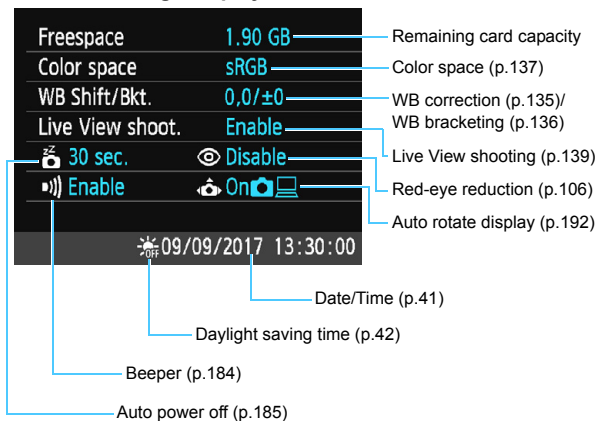 Freespace 1.90 GB Remaining card capacity
Color space sRGB Color space (p.137)
WB Shift/Bkt. 0,0/±0 WB correction (p.135)/
WB bracketing (p.136)
Live View shoot. Enable Live View shooting (p.139)
zZ 30 sec. Disable Red-eye reduction (p.106)
Enable On Auto rotate display (p.192)
OFF 09/09/2017 13:30:00
Date/Time (p.41)
Daylight saving time (p.42)
Beeper (p.184)
Auto power off (p.185)